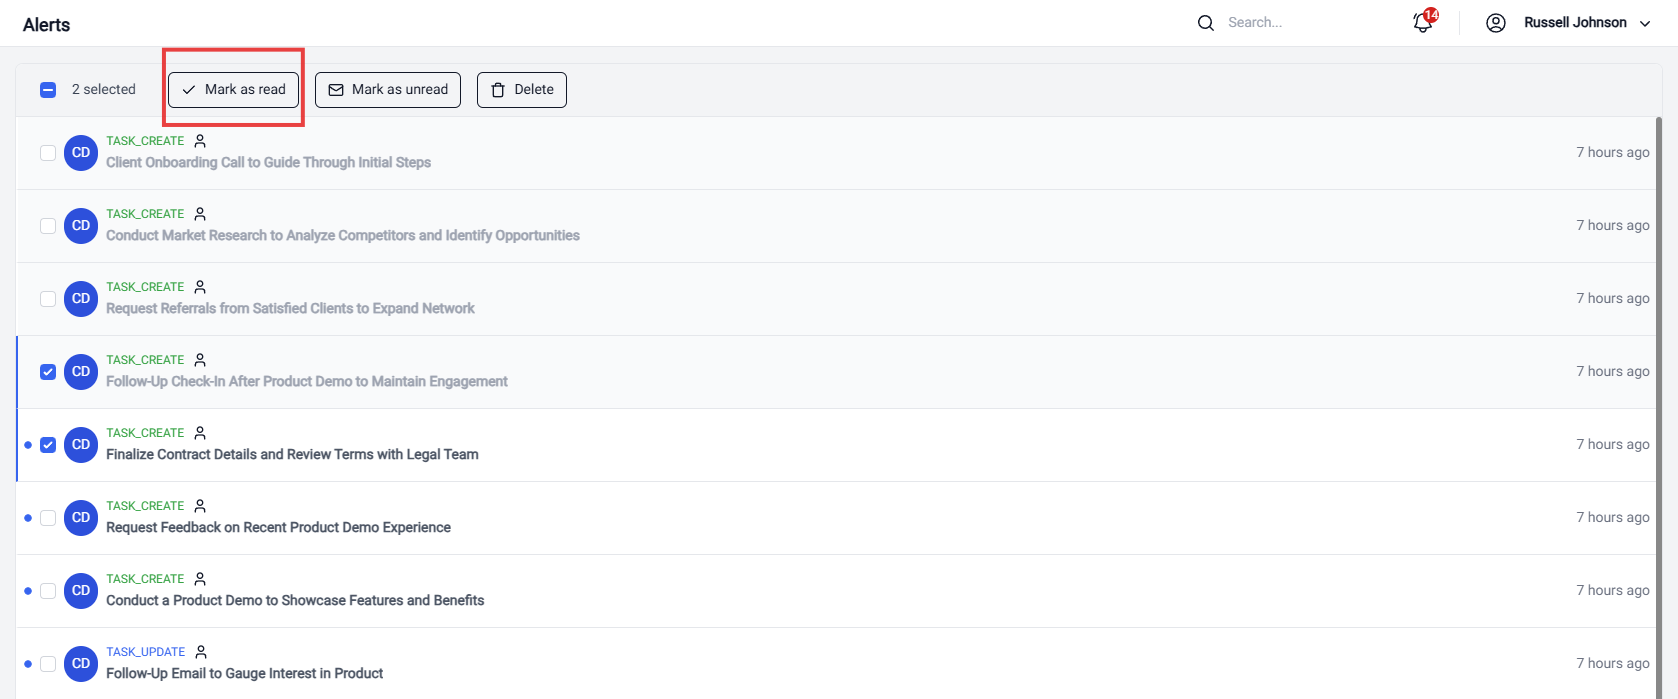 Alerts
Search...
14
Russell Johnson
2 selected
Mark as read
Mark as unread
Delete
CD
TASK_CREATE
Client Onboarding Call to Guide Through Initial Steps
7 hours ago
CD
TASK_CREATE
Conduct Market Research to Analyze Competitors and Identify Opportunities
7 hours ago
CD
TASK_CREATE
Request Referrals from Satisfied Clients to Expand Network
7 hours ago
CD
TASK_CREATE
Follow-Up Check-In After Product Demo to Maintain Engagement
7 hours ago
CD
TASK_CREATE
Finalize Contract Details and Review Terms with Legal Team
7 hours ago
CD
TASK_CREATE
Request Feedback on Recent Product Demo Experience
7 hours ago
CD
TASK_CREATE
Conduct a Product Demo to Showcase Features and Benefits
7 hours ago
CD
TASK_UPDATE
Follow-Up Email to Gauge Interest in Product
7 hours ago